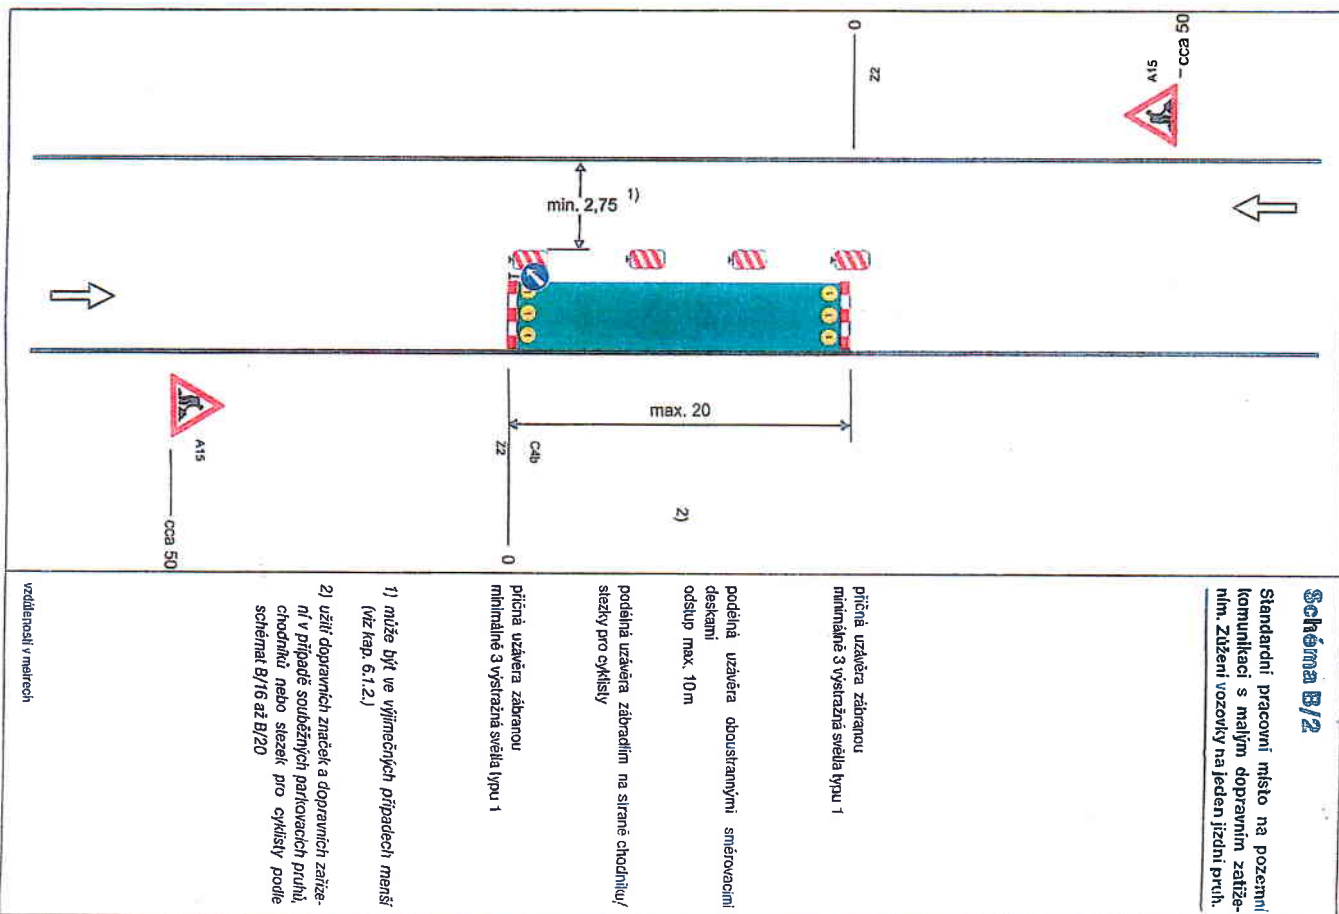 Schéma B/2
Standardní pracovní místo na pozemní
komunikaci s malým dopravním zatíže-
ním. Zúžení vozovky na jeden jízdní pruh.
příčná uzávěra zábranou
minimálně 3 výstražná světla typu 1
podélná uzávěra oboustrannými směrovacími
deskami
odstup max. 10m
podélná uzávěra zábradlím na straně chodníku/
stezky pro cyklisty
příčná uzávěra zábranou
minimálně 3 výstražná světla typu 1
1) může být ve výjimečných případech menší
(viz kap. 6.1.2.)
2) užití dopravních značek a dopravních zaříze-
ní v případě souběžných parkovacích pruhů,
chodníků nebo stezek pro cyklisty podle
schémat B/16 až B/20
vzdálenosti v metrech
cca 50
A15
0
Z2
min. 2,75 1)
max. 20
C4b
Z2
0
2)
A15
cca 50